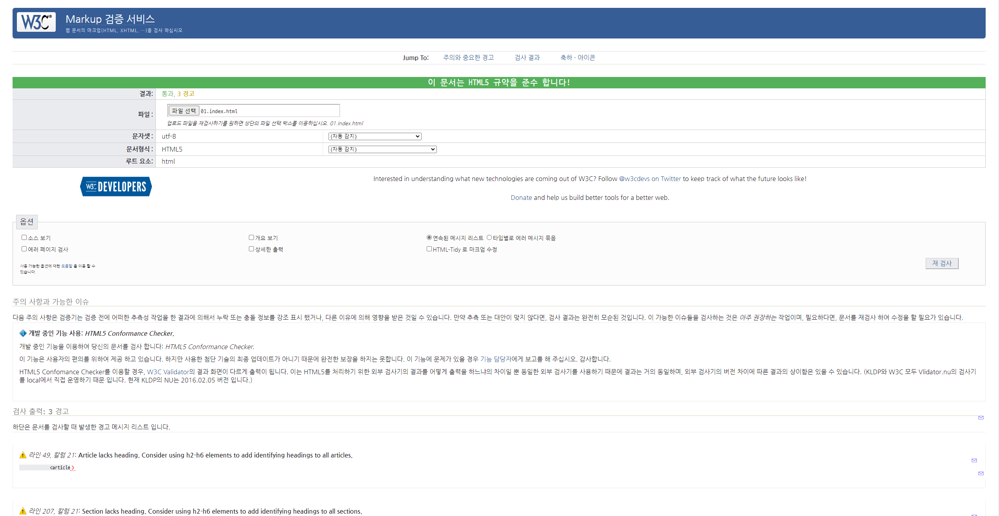 W3C®
Markup 검증 서비스
웹 문서의 마크업(HTML, XHTML, …)을 검사 하십시오
Jump To: 주의와 중요한 경고 검사 결과 축하 · 아이콘
이 문서는 HTML5 규약을 준수 합니다!
결과: 통과, 3 경고
파일 : 파일 선택 01.index.html
업로드 파일을 재검사하기를 원하면 상단의 파일 선택 박스를 이용하십시오. 01.index.html
문자셋 : utf-8 (자동 감지)
문서형식 : HTML5 (자동 감지)
루트 요소: html
W3C DEVELOPERS
Interested in understanding what new technologies are coming out of W3C? Follow @w3cdevs on Twitter to keep track of what the future looks like!
Donate and help us build better tools for a better web.
옵션
소스 보기 개요 보기 연속된 메시지 리스트 타입별로 에러 메시지 묶음
에러 페이지 검사 상세한 출력 HTML-Tidy 로 마크업 수정
사용 가능한 옵션에 대한 도움말 을 이용 할 수
있습니다.
재 검사
주의 사항과 가능한 이슈
다음 주의 사항은 검증기는 검증 전에 어떠한 추측성 작업을 한 결과에 의해서 누락 또는 충돌 정보를 강조 표시 했거나, 다른 이유에 의해 영향을 받은 것일 수 있습니다. 만약 추측 또는 대안이 맞지 않다면, 검사 결과는 완전히 모순된 것입니다. 이 가능한 이슈들을 검사하는 것은 아주 권장하는 작업이며, 필요하다면, 문서를 재검사 하여 수정을 할 필요가 있습니다.
개발 중인 기능 사용: HTML5 Conformance Checker.
개발 중인 기능을 이용하여 당신의 문서를 검사 합니다: HTML5 Conformance Checker.
이 기능은 사용자의 편의를 위하여 제공 하고 있습니다. 하지만 사용한 첨단 기술의 최종 업데이트가 아니기 때문에 완전한 보장을 하지는 못합니다. 이 기능에 문제가 있을 경우 기능 담당자에게 보고를 해 주십시오. 감사합니다.
HTML5 Confomance Checker를 이용할 경우, W3C Validator의 결과 화면이 다르게 출력이 됩니다. 이는 HTML5를 처리하기 위한 외부 검사기의 결과를 어떻게 출력을 하느냐의 차이일 뿐 동일한 외부 검사기를 사용하기 때문에 결과는 거의 동일하며, 외부 검사기의 버전 차이에 따른 결과의 상이함은 있을 수 있습니다. (KLDP와 W3C 모두 Vlidator.nu의 검사기
를 local에서 직접 운영하기 때문 입니다. 현재 KLDP의 NU는 2016.02.05 버전 입니다.)
검사 출력: 3 경고
하단은 문서를 검사할 때 발생한 경고 메시지 리스트 입니다.
라인 49, 칼럼 21: Article lacks heading. Consider using h2-h6 elements to add identifying headings to all articles.
<article>
라인 207, 칼럼 21: Section lacks heading. Consider using h2-h6 elements to add identifying headings to all sections.